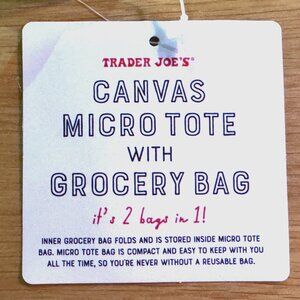 TRADER JOE'S®
CANVAS
MICRO TOTE
WITH
GROCERY BAG
it's 2 bags in 1!
INNER GROCERY BAG FOLDS AND IS STORED INSIDE MICRO TOTE
BAG. MICRO TOTE BAG IS COMPACT AND EASY TO KEEP WITH YOU
ALL THE TIME, SO YOU'RE NEVER WITHOUT A REUSABLE BAG.